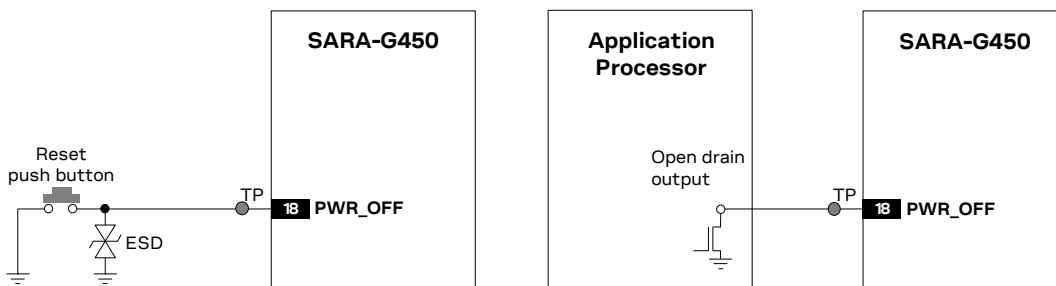 SARA-G450
Reset
push button
TP
18 PWR_OFF
ESD
Application
Processor
Open drain
output
SARA-G450
TP
18 PWR_OFF